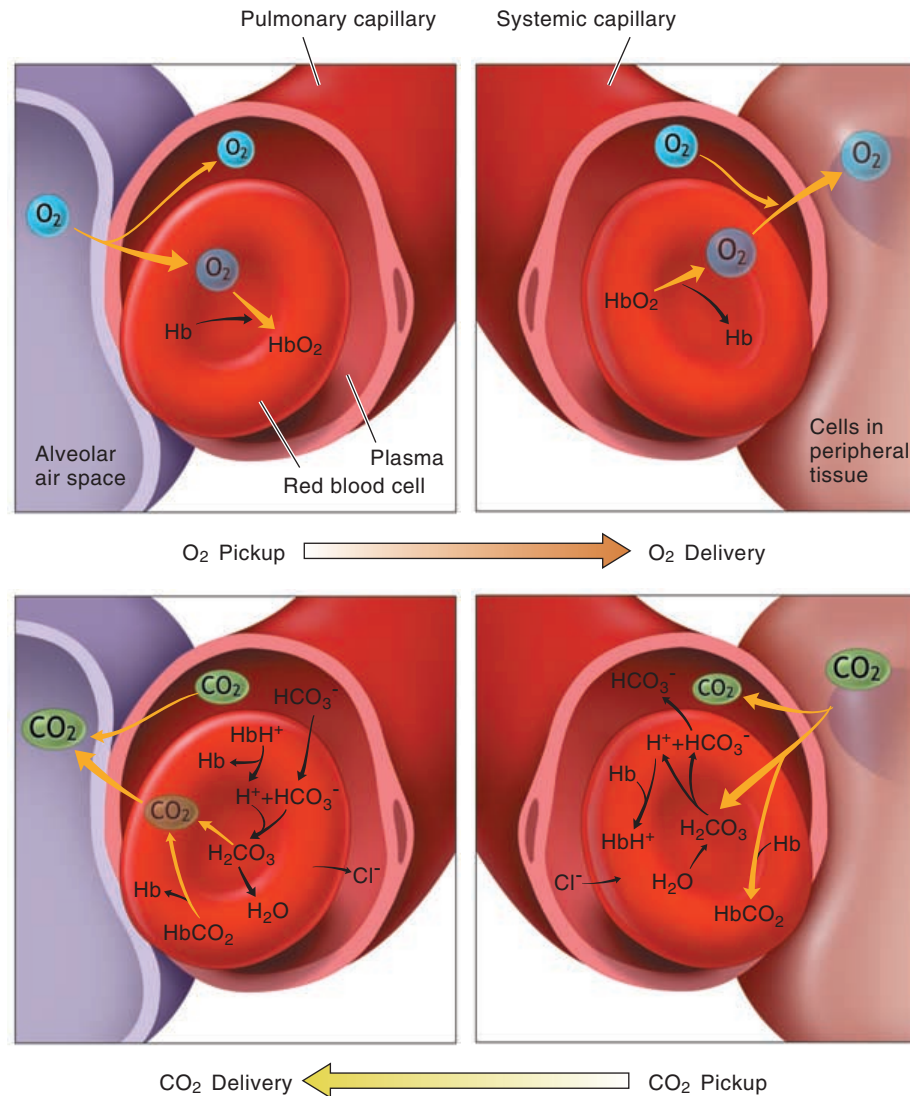 Pulmonary capillary
Systemic capillary
O₂
O₂
O₂
Hb
HbO₂
Alveolar
air space
Plasma
Red blood cell
O₂
O₂
O₂
HbO₂
Hb
Cells in
peripheral
tissue
O₂ Pickup
O₂ Delivery
CO₂
CO₂
HCO₃⁻
HbH⁺
Hb
H⁺+HCO₃⁻
CO₂
H₂CO₃
Cl⁻
Hb
H₂O
HbCO₂
CO₂
HCO₃⁻
CO₂
H⁺+HCO₃⁻
Hb
H₂CO₃
HbH⁺
Hb
Cl⁻
H₂O
HbCO₂
CO₂ Delivery
CO₂ Pickup